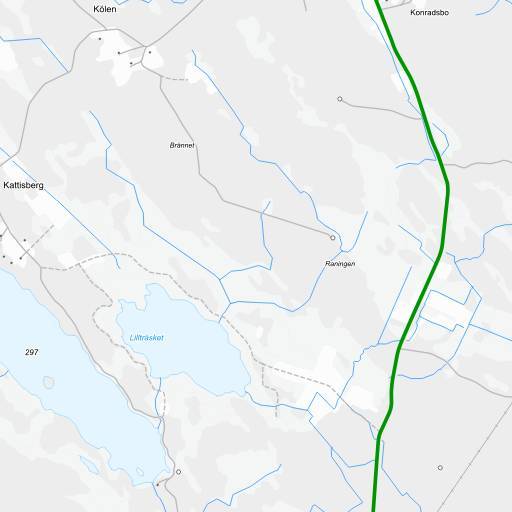 Kölen
Konradsbo
Brännet
Kattisberg
Raningen
Lillträsket
297